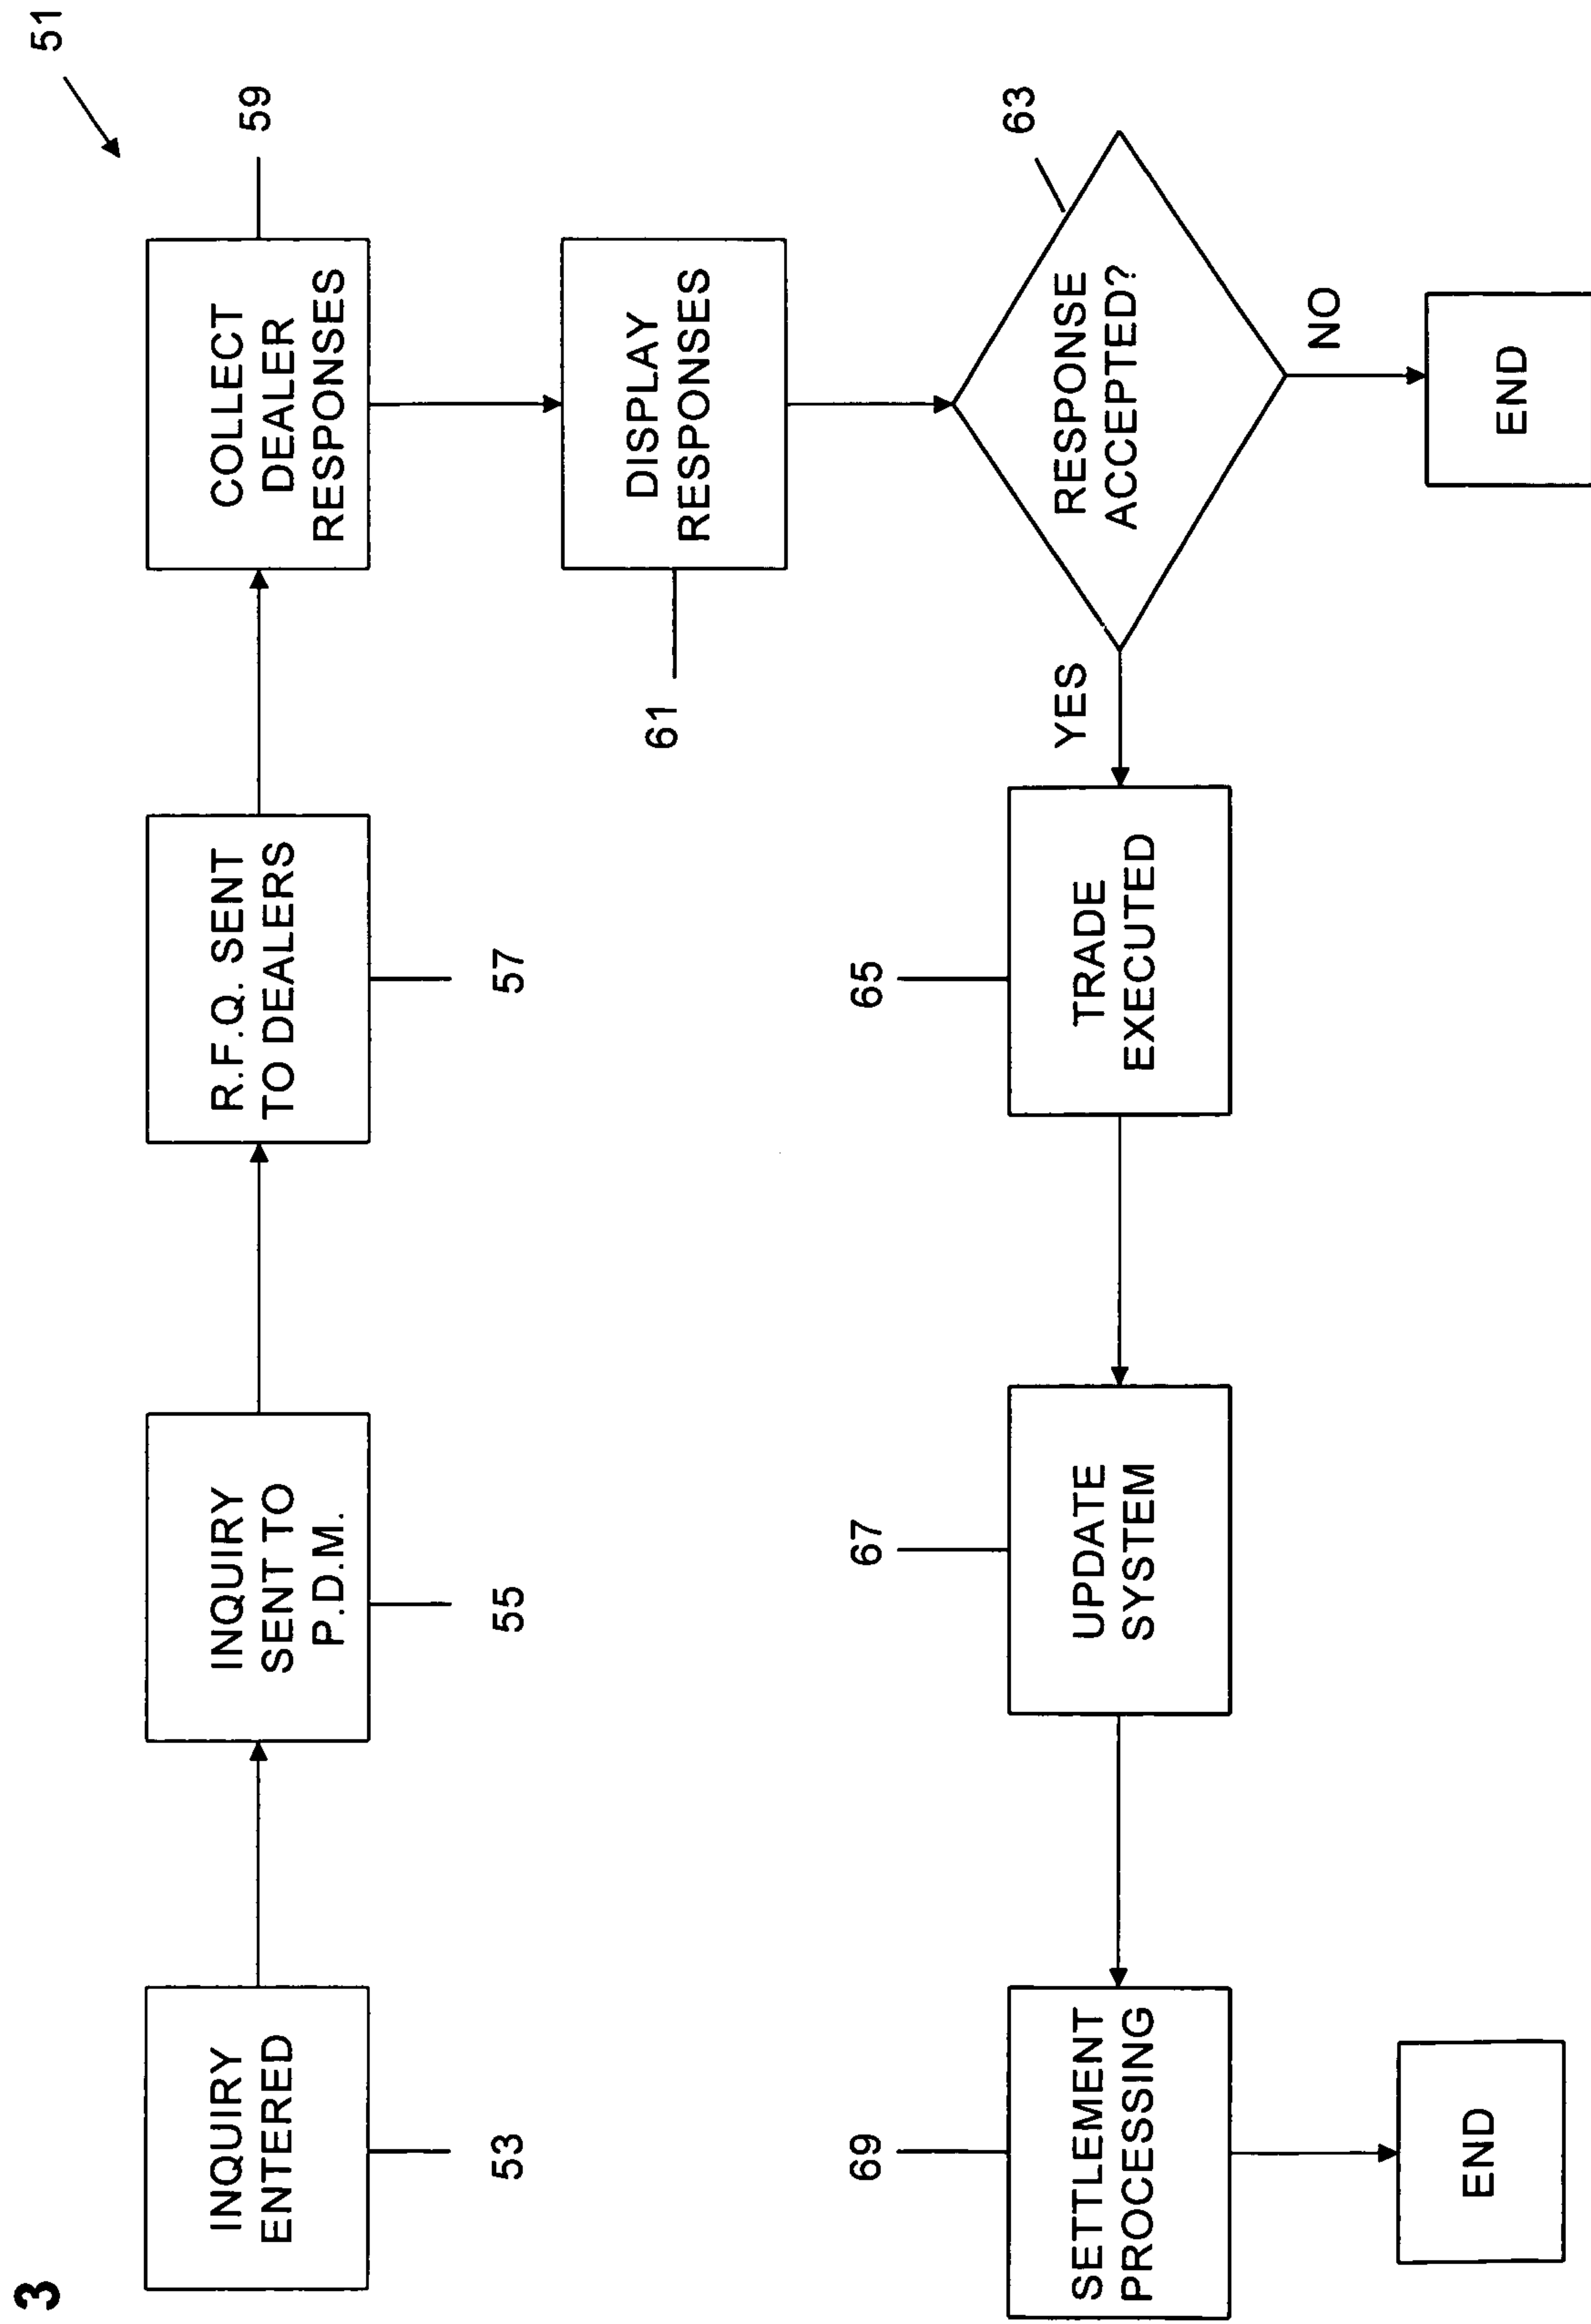 3
51
INQUIRY
ENTERED
53
INQUIRY
SENT TO
P.D.M.
55
R.F.Q. SENT
TO DEALERS
57
COLLECT
DEALER
RESPONSES
59
DISPLAY
RESPONSES
61
RESPONSE
ACCEPTED?
63
YES
NO
END
TRADE
EXECUTED
65
UPDATE
SYSTEM
67
SETTLEMENT
PROCESSING
69
END